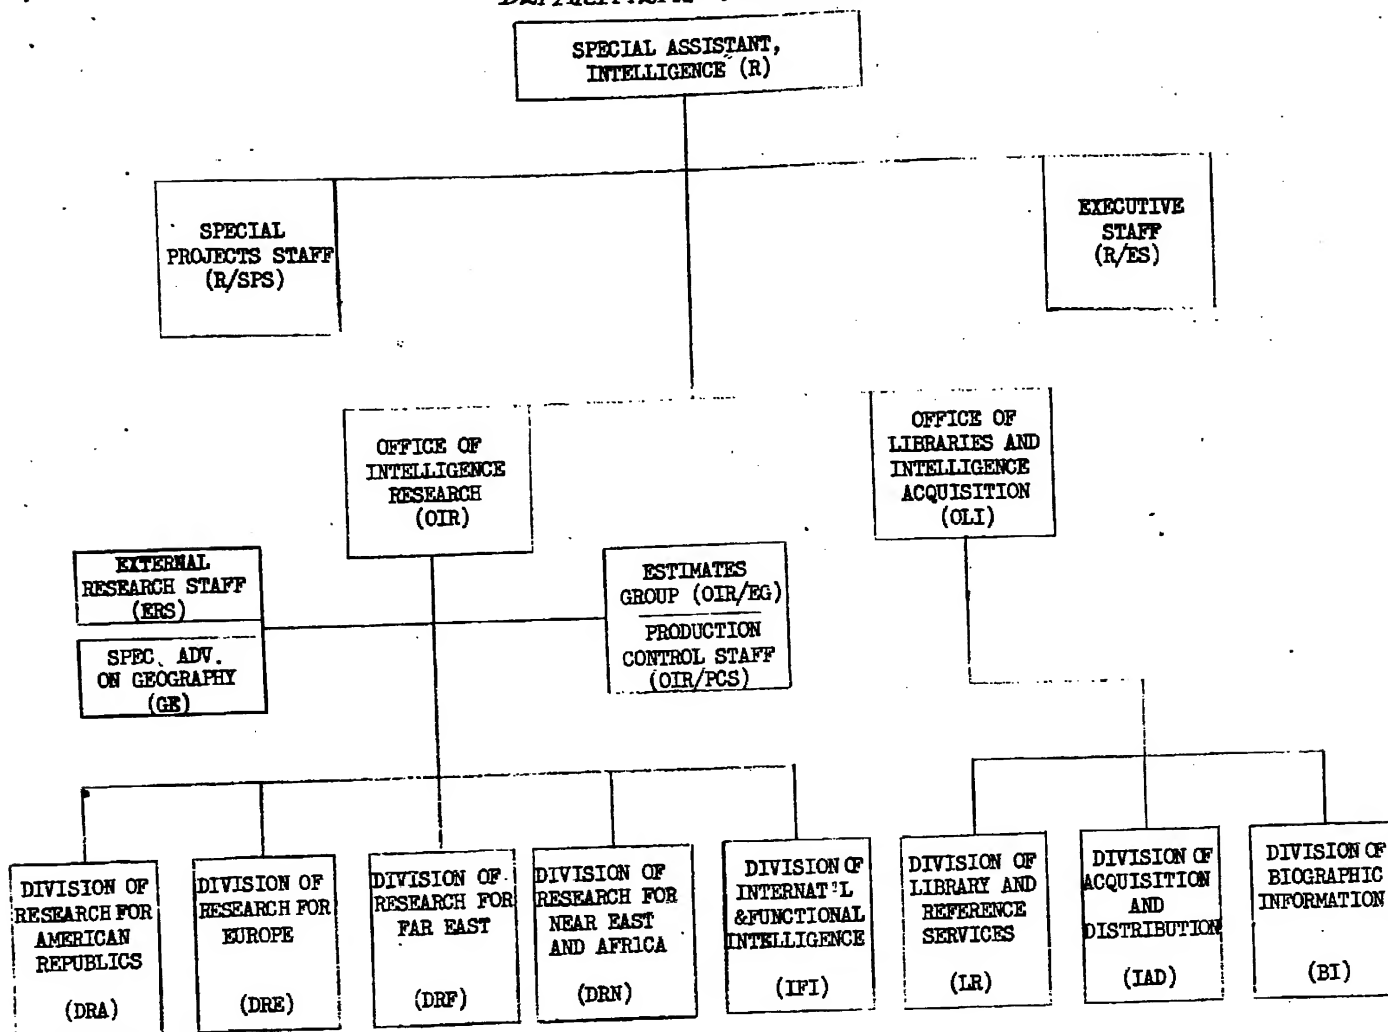 SPECIAL ASSISTANT,
INTELLIGENCE (R)
SPECIAL
PROJECTS STAFF
(R/SPS)
EXECUTIVE
STAFF
(R/ES)
OFFICE OF
INTELLIGENCE
RESEARCH
(OIR)
OFFICE OF
LIBRARIES AND
INTELLIGENCE
ACQUISITION
(OLI)
EXTERNAL
RESEARCH STAFF
(ERS)
SPEC. ADV.
ON GEOGRAPHY
(GE)
ESTIMATES
GROUP (OIR/EG)
PRODUCTION
CONTROL STAFF
(OIR/PCS)
DIVISION OF
RESEARCH FOR
AMERICAN
REPUBLICS
(DRA)
DIVISION OF
RESEARCH FOR
EUROPE
(DRE)
DIVISION OF
RESEARCH FOR
FAR EAST
(DRF)
DIVISION OF
RESEARCH FOR
NEAR EAST
AND AFRICA
(DRN)
DIVISION OF
INTERNAT'L
&FUNCTIONAL
INTELLIGENCE
(IFI)
DIVISION OF
LIBRARY AND
REFERENCE
SERVICES
(LR)
DIVISION OF
ACQUISITION
AND
DISTRIBUTION
(IAD)
DIVISION OF
BIOGRAPHIC
INFORMATION
(BI)